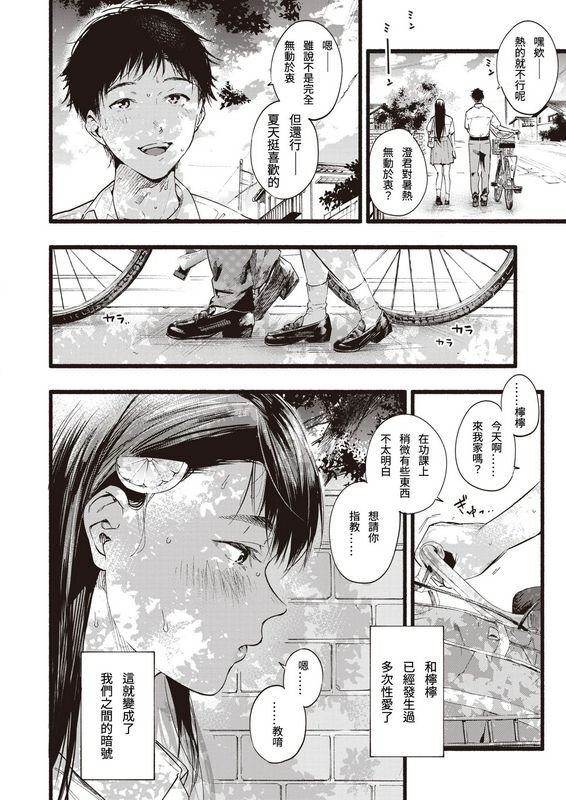 嘿欸──
熱的就不行呢
澄君對暑熱
無動於衷？
嗯──
雖說不是完全
無動於衷
但還行──
夏天挺喜歡的
カラ‥
カラ‥
……檸檸
今天啊……
來我家嗎？
ぎゅっ…
在功課上
稍微有些東西
不太明白
想請你
指教……
和檸檸
已經發生過
多次性愛了
嗯……
……教唷
這就變成了
我們之間的暗號